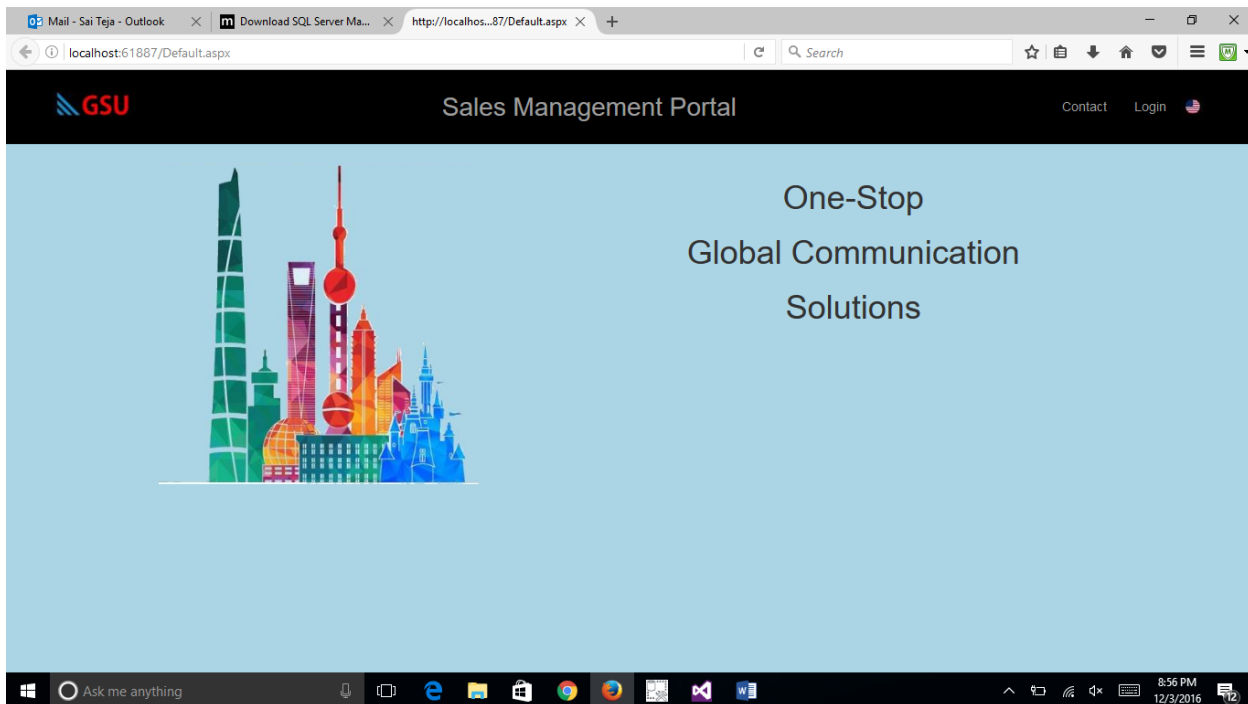 Mail - Sai Teja - Outlook
Download SQL Server Ma...
http://localhos...87/Default.aspx
localhost:61887/Default.aspx
Search
GSU
Sales Management Portal
Contact
Login
One-Stop
Global Communication
Solutions
Ask me anything
8:56 PM
12/3/2016
12